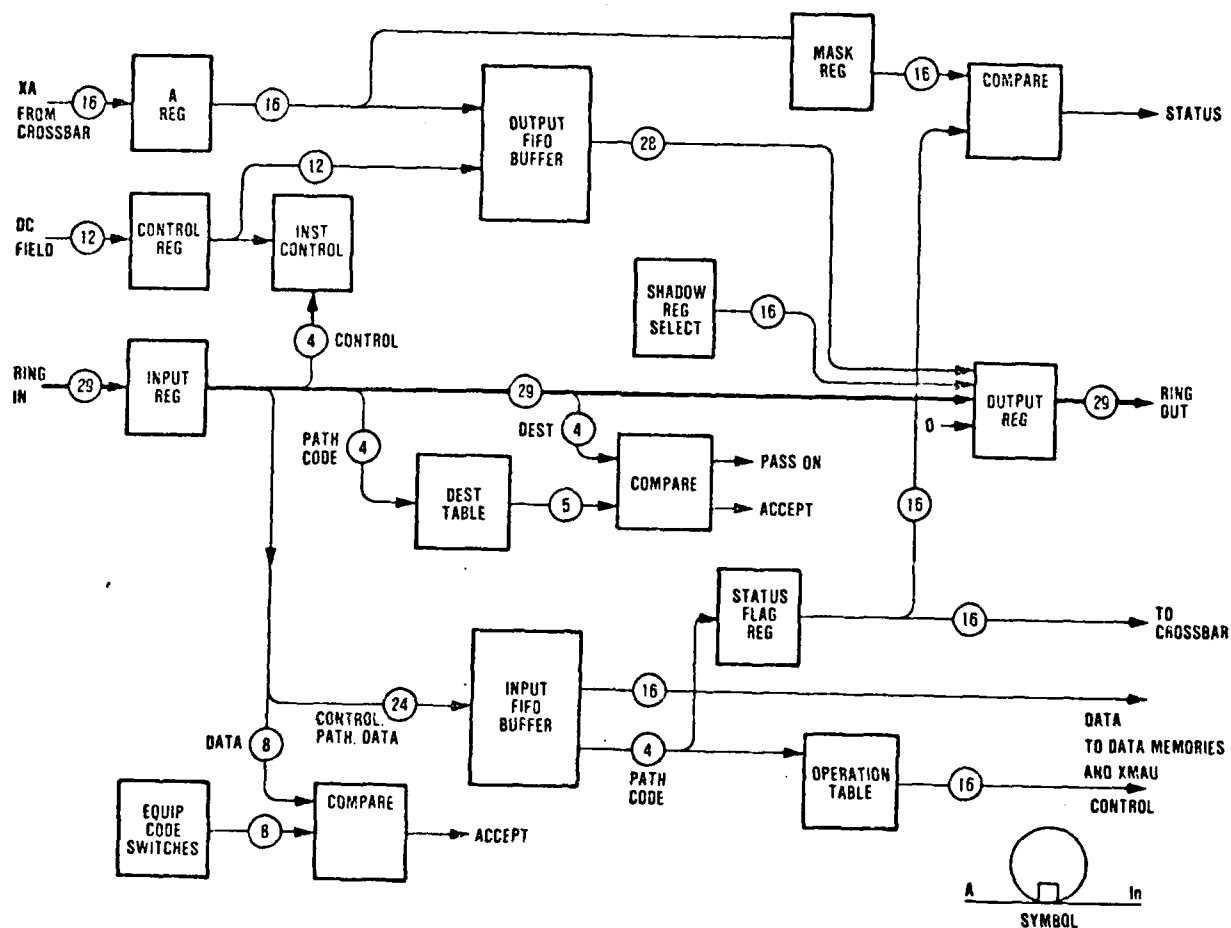 XA
FROM
CROSSBAR
16
A
REG
16
OUTPUT
FIFO
BUFFER
28
MASK
REG
16
COMPARE
STATUS
DC
FIELD
12
CONTROL
REG
12
INST
CONTROL
4
CONTROL
SHADOW
REG
SELECT
16
RING
IN
29
INPUT
REG
29
0
OUTPUT
REG
29
RING
OUT
PATH
CODE
4
DEST
4
DEST
TABLE
5
COMPARE
PASS ON
ACCEPT
16
STATUS
FLAG
REG
16
TO
CROSSBAR
24
CONTROL.
PATH. DATA
INPUT
FIFO
BUFFER
16
DATA
TO DATA MEMORIES
AND XMAU
CONTROL
4
PATH
CODE
OPERATION
TABLE
16
DATA
8
EQUIP
CODE
SWITCHES
8
COMPARE
ACCEPT
A
In
SYMBOL